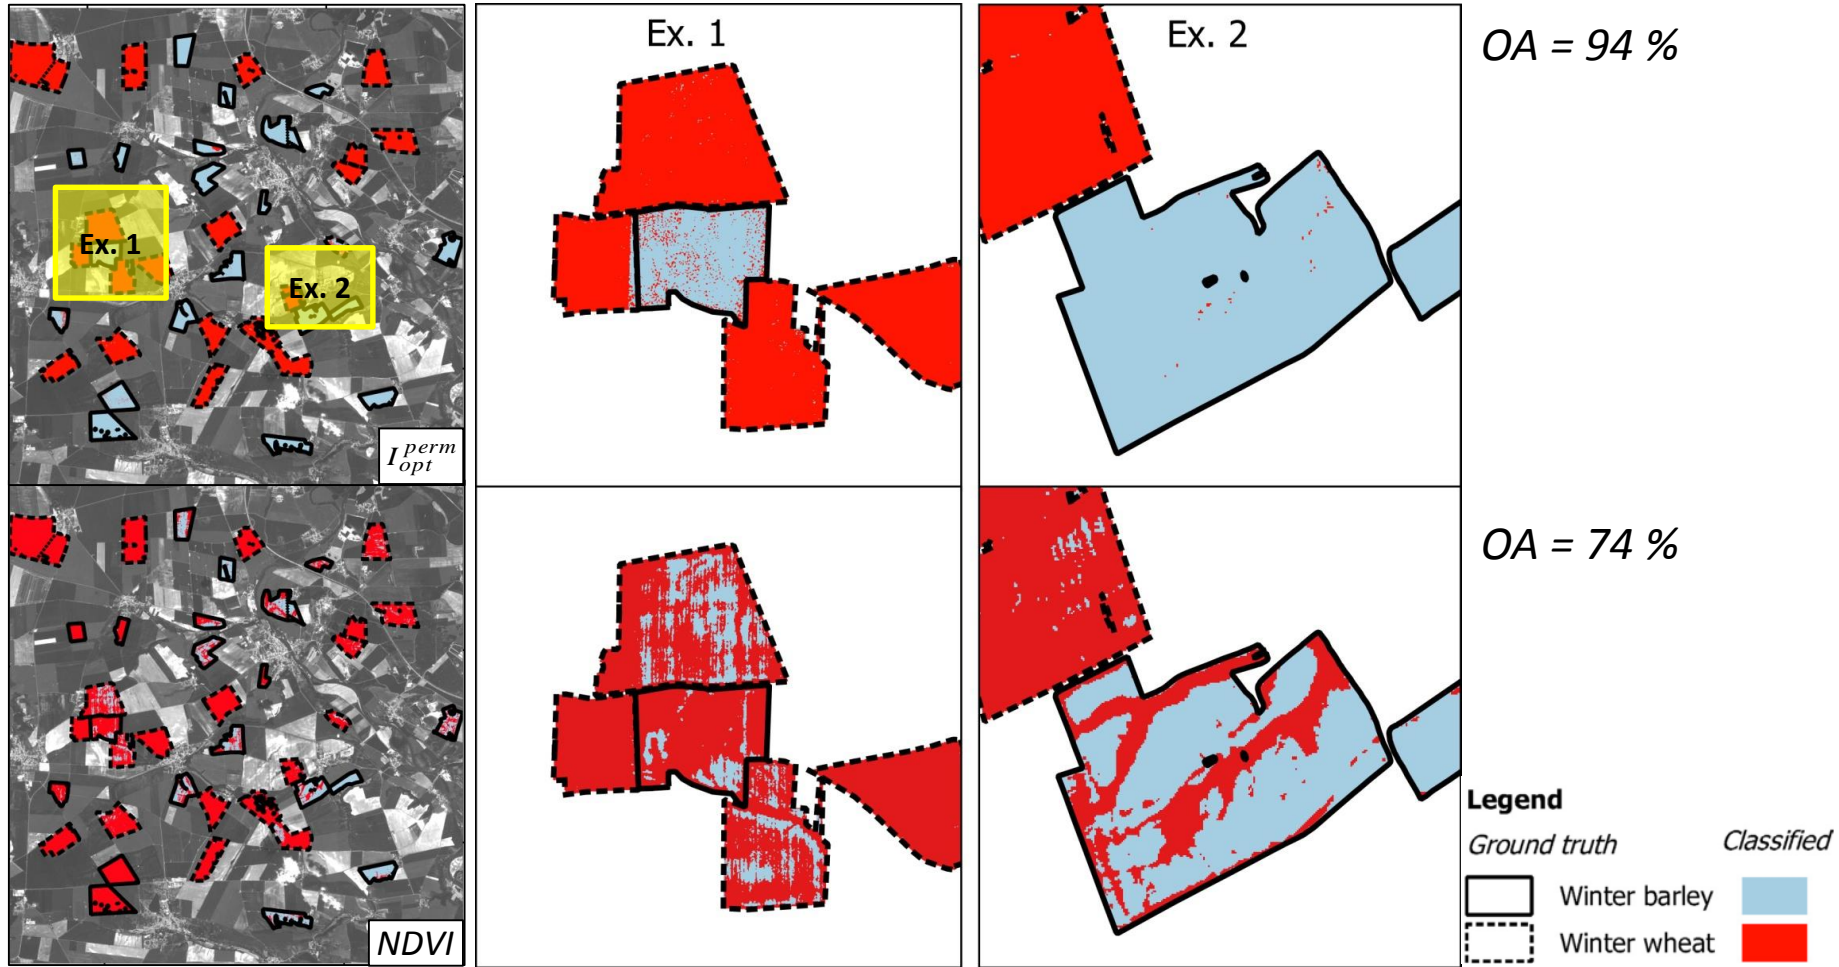 Ex. 1
Ex. 2
OA = 94 %
Ex. 1
Ex. 2
I_{opt}^{perm}
OA = 74 %
NDVI
Legend
Ground truth Classified
Winter barley
Winter wheat